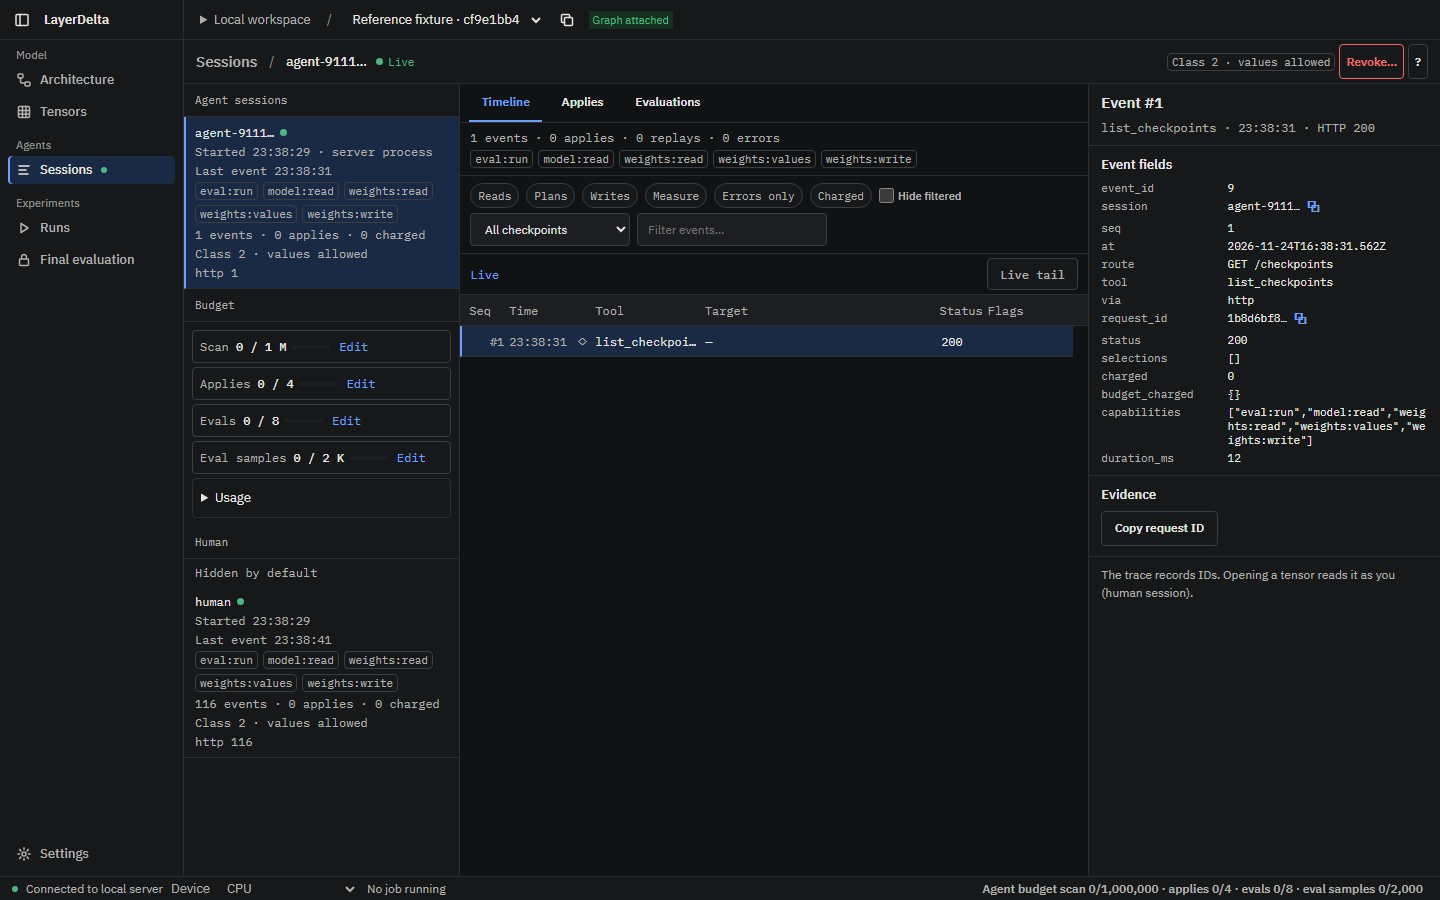 LayerDelta
Local workspace / Reference fixture · cf9e1bb4 Graph attached
Model
Architecture
Tensors
Agents
Sessions
Experiments
Runs
Final evaluation
Settings
Sessions / agent-9111… Live
Class 2 · values allowed Revoke… ?
Agent sessions
agent-9111…
Started 23:38:29 · server process
Last event 23:38:31
eval:run model:read weights:read
weights:values weights:write
1 events · 0 applies · 0 charged
Class 2 · values allowed
http 1
Budget
Scan 0 / 1 M Edit
Applies 0 / 4 Edit
Evals 0 / 8 Edit
Eval samples 0 / 2 K Edit
Usage
Human
Hidden by default
human
Started 23:38:29
Last event 23:38:41
eval:run model:read weights:read
weights:values weights:write
116 events · 0 applies · 0 charged
Class 2 · values allowed
http 116
Timeline Applies Evaluations
1 events · 0 applies · 0 replays · 0 errors
eval:run model:read weights:read weights:values weights:write
Reads Plans Writes Measure Errors only Charged Hide filtered
All checkpoints Filter events…
Live Live tail
Seq Time Tool Target Status Flags
#1 23:38:31 ◇ list_checkpoi… — 200
Event #1
list_checkpoints · 23:38:31 · HTTP 200
Event fields
event_id 9
session agent-9111…
seq 1
at 2026-11-24T16:38:31.562Z
route GET /checkpoints
tool list_checkpoints
via http
request_id 1b8d6bf8…
status 200
selections []
charged 0
budget_charged {}
capabilities ["eval:run","model:read","weig
hts:read","weights:values","we
ights:write"]
duration_ms 12
Evidence
Copy request ID
The trace records IDs. Opening a tensor reads it as you
(human session).
Connected to local server Device CPU No job running
Agent budget scan 0/1,000,000 · applies 0/4 · evals 0/8 · eval samples 0/2,000